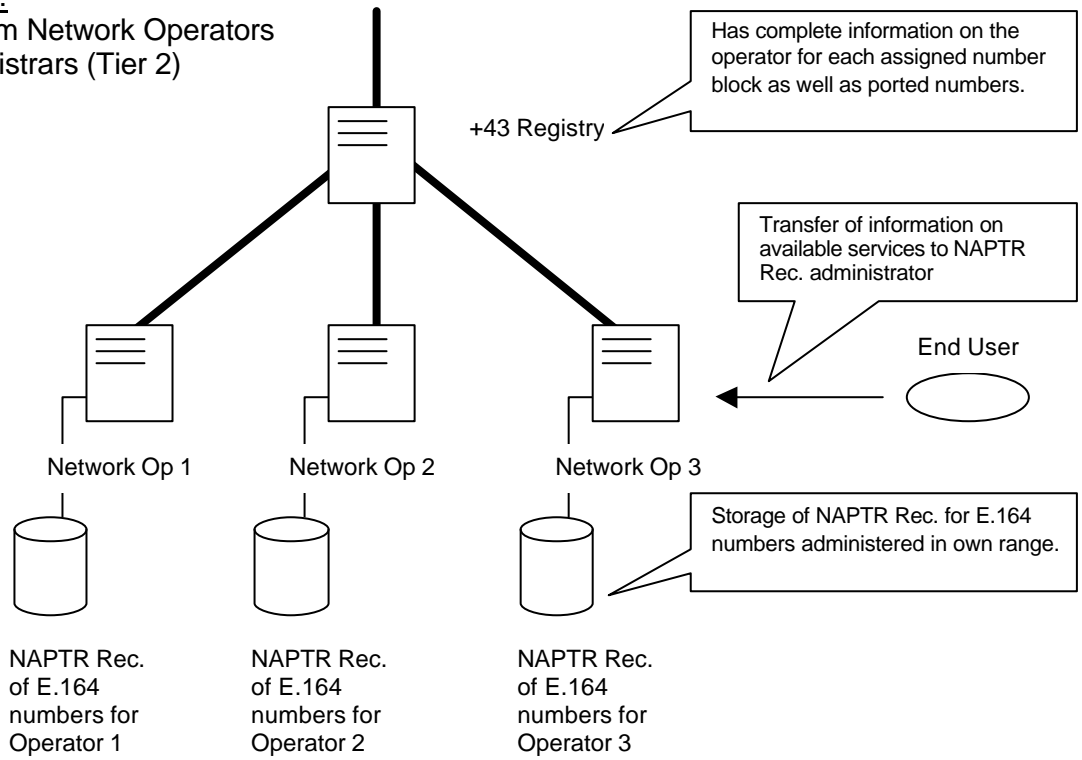 Network Operators
(Tier 2)
Has complete information on the
operator for each assigned number
block as well as ported numbers.
+43 Registry
Transfer of information on
available services to NAPTR
Rec. administrator
End User
Network Op 1
Network Op 2
Network Op 3
Storage of NAPTR Rec. for E.164
numbers administered in own range.
NAPTR Rec.
of E.164
numbers for
Operator 1
NAPTR Rec.
of E.164
numbers for
Operator 2
NAPTR Rec.
of E.164
numbers for
Operator 3